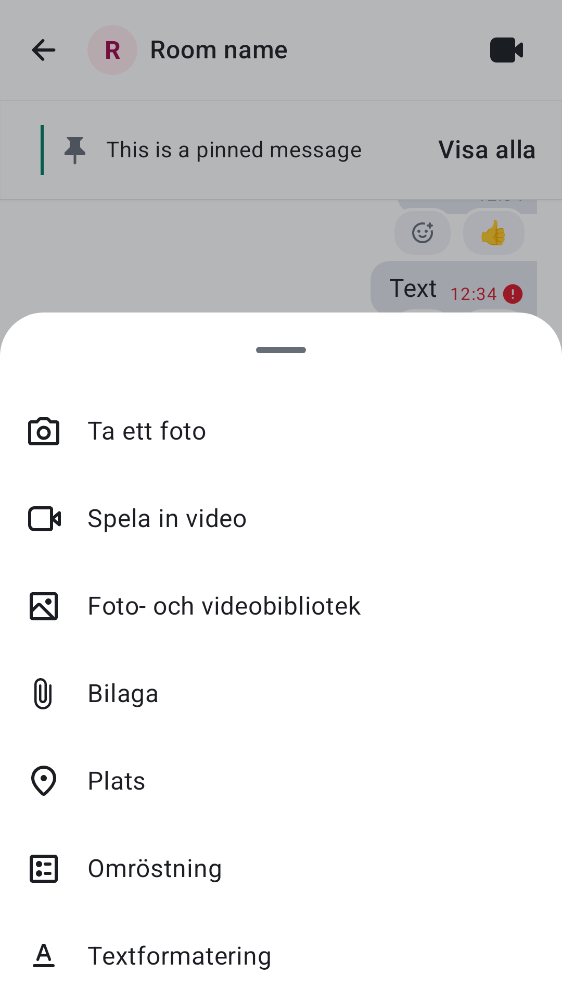 R Room name
This is a pinned message Visa alla
Text 12:34
Ta ett foto
Spela in video
Foto- och videobibliotek
Bilaga
Plats
Omröstning
Textformatering